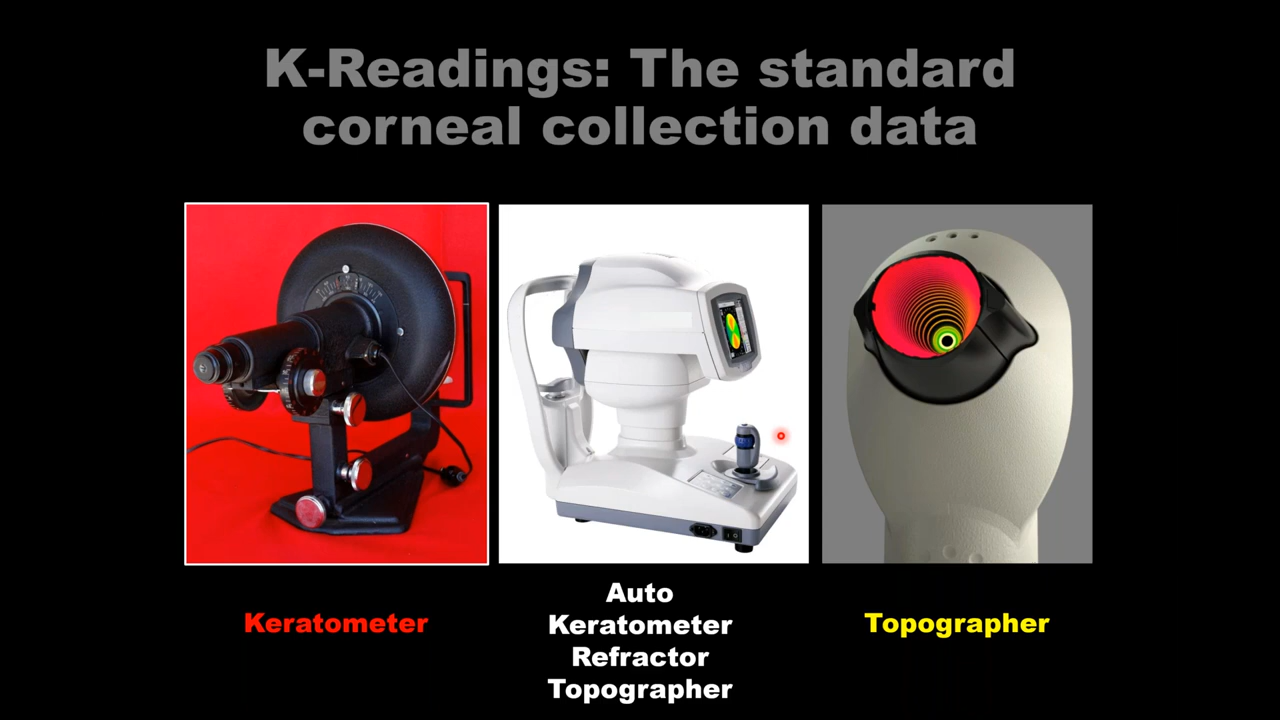 K-Readings: The standard
corneal collection data
Keratometer
Auto
Keratometer
Refractor
Topographer
Topographer